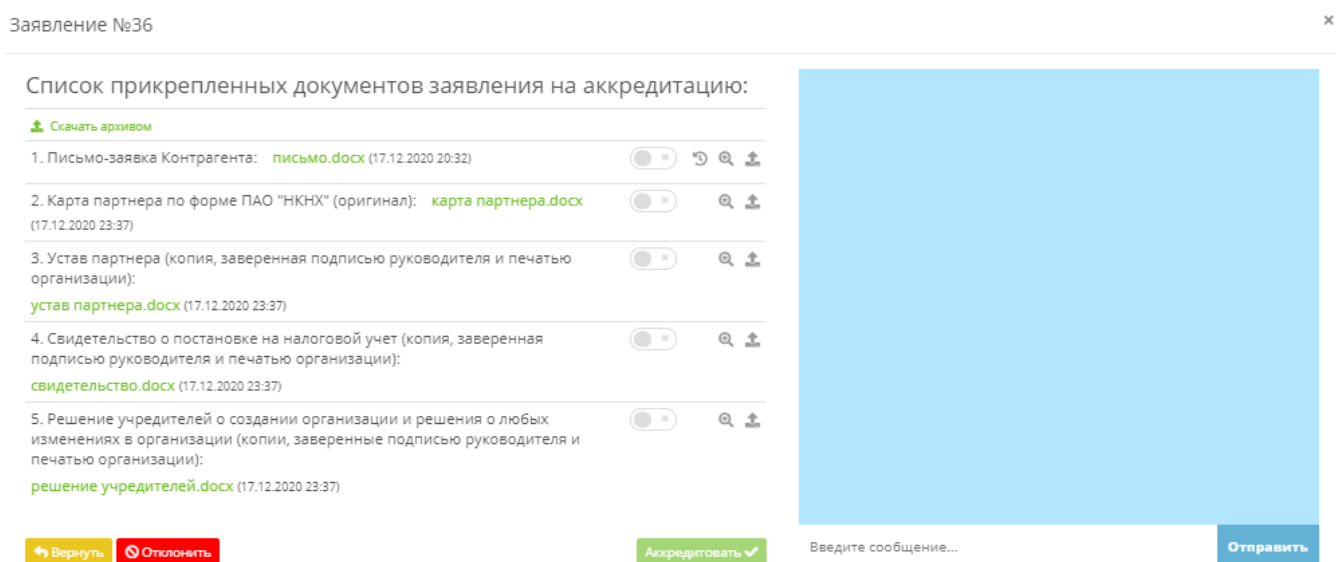 Заявление №36
Список прикрепленных документов заявления на аккредитацию:
Скачать архивом
1. Письмо-заявка Контрагента: письмо.docx (17.12.2020 20:32)
2. Карта партнера по форме ПАО "НКНХ" (оригинал): карта партнера.docx
(17.12.2020 23:37)
3. Устав партнера (копия, заверенная подписью руководителя и печатью
организации):
устав партнера.docx (17.12.2020 23:37)
4. Свидетельство о постановке на налоговой учет (копия, заверенная
подписью руководителя и печатью организации):
свидетельство.docx (17.12.2020 23:37)
5. Решение учредителей о создании организации и решения о любых
изменениях в организации (копии, заверенные подписью руководителя и
печатью организации):
решение учредителей.docx (17.12.2020 23:37)
Вернуть Отклонить Аккредитовать
Введите сообщение... Отправить